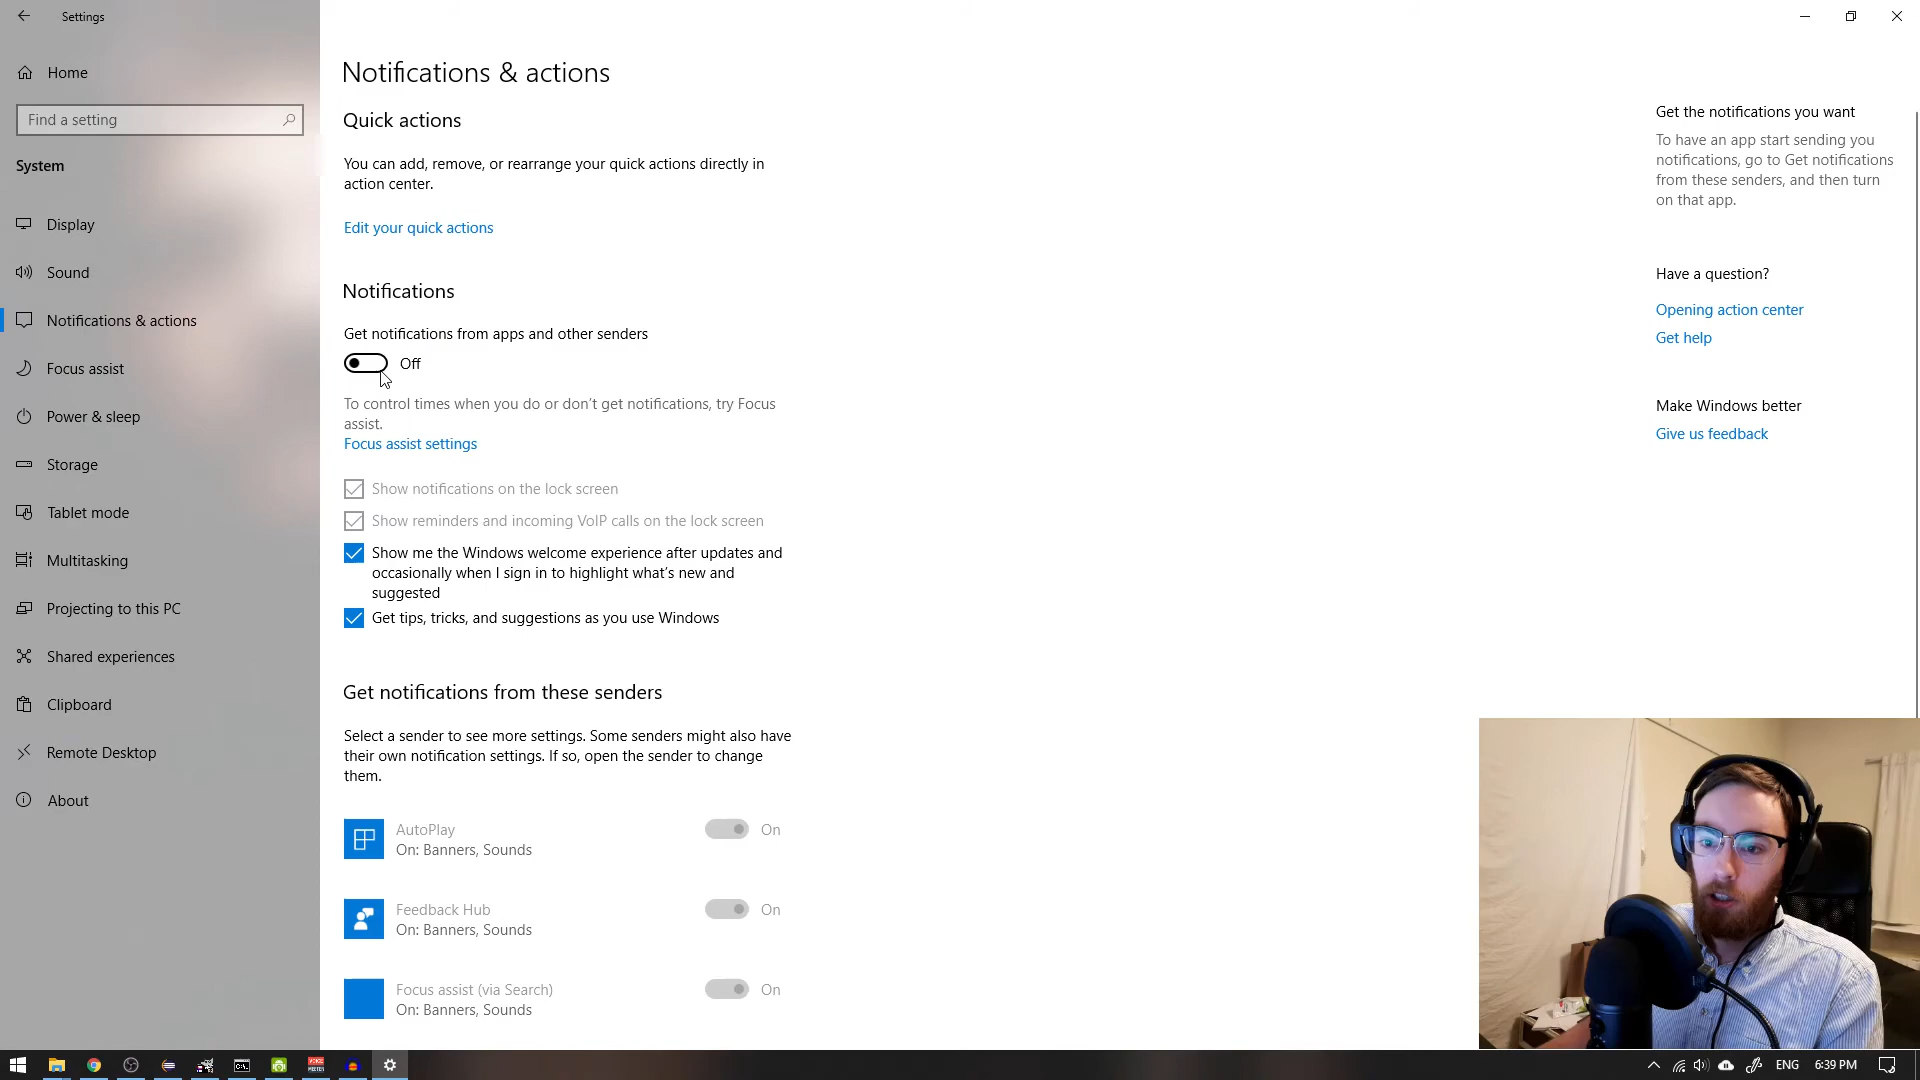 Settings
Home
Find a setting
System
Display
Sound
Notifications & actions
Focus assist
Power & sleep
Storage
Tablet mode
Multitasking
Projecting to this PC
Shared experiences
Clipboard
Remote Desktop
About
Notifications & actions
Quick actions
You can add, remove, or rearrange your quick actions directly in
action center.
Edit your quick actions
Notifications
Get notifications from apps and other senders
Off
To control times when you do or don't get notifications, try Focus
assist.
Focus assist settings
Show notifications on the lock screen
Show reminders and incoming VoIP calls on the lock screen
Show me the Windows welcome experience after updates and
occasionally when I sign in to highlight what's new and
suggested
Get tips, tricks, and suggestions as you use Windows
Get notifications from these senders
Select a sender to see more settings. Some senders might also have
their own notification settings. If so, open the sender to change
them.
AutoPlay
On: Banners, Sounds
On
Feedback Hub
On: Banners, Sounds
On
Focus assist (via Search)
On: Banners, Sounds
On
Get the notifications you want
To have an app start sending you
notifications, go to Get notifications
from these senders, and then turn
on that app.
Have a question?
Opening action center
Get help
Make Windows better
Give us feedback
ENG
6:39 PM